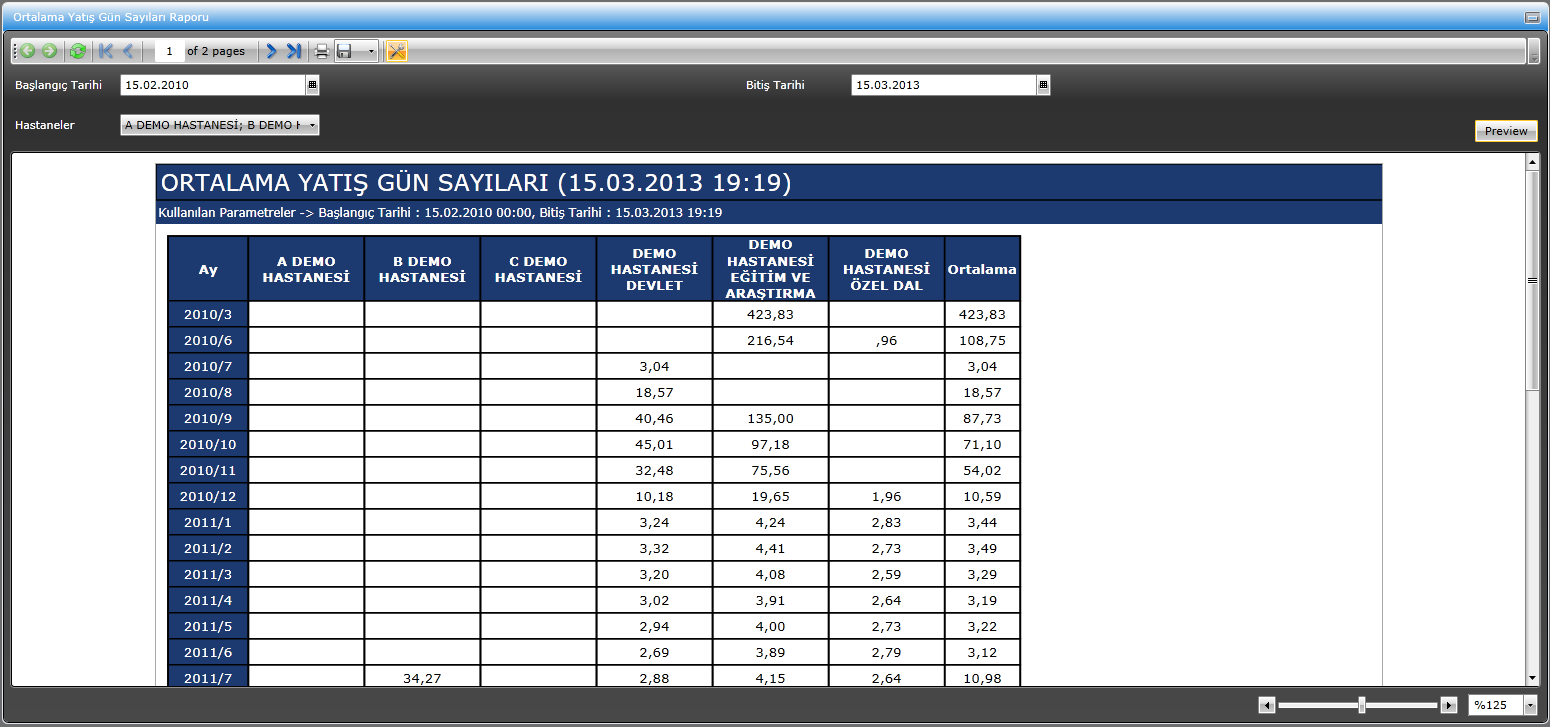 Ortalama Yatış Gün Sayıları Raporu
1 of 2 pages
Başlangıç Tarihi 15.02.2010 Bitiş Tarihi 15.03.2013
Hastaneler A DEMO HASTANESİ; B DEMO H
Preview
ORTALAMA YATIŞ GÜN SAYILARI (15.03.2013 19:19)
Kullanılan Parametreler -> Başlangıç Tarihi : 15.02.2010 00:00, Bitiş Tarihi : 15.03.2013 19:19
Ay A DEMO HASTANESİ B DEMO HASTANESİ C DEMO HASTANESİ DEMO HASTANESİ DEVLET DEMO HASTANESİ EĞİTİM VE ARAŞTIRMA DEMO HASTANESİ ÖZEL DAL Ortalama
2010/3 423,83 423,83
2010/6 216,54 ,96 108,75
2010/7 3,04 3,04
2010/8 18,57 18,57
2010/9 40,46 135,00 87,73
2010/10 45,01 97,18 71,10
2010/11 32,48 75,56 54,02
2010/12 10,18 19,65 1,96 10,59
2011/1 3,24 4,24 2,83 3,44
2011/2 3,32 4,41 2,73 3,49
2011/3 3,20 4,08 2,59 3,29
2011/4 3,02 3,91 2,64 3,19
2011/5 2,94 4,00 2,73 3,22
2011/6 2,69 3,89 2,79 3,12
2011/7 34,27 2,88 4,15 2,64 10,98
%125